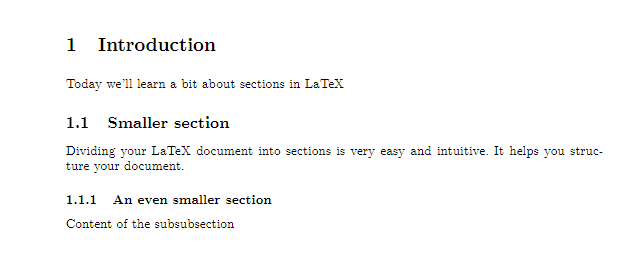 1 Introduction
Today we'll learn a bit about sections in LaTeX
1.1 Smaller section
Dividing your LaTeX document into sections is very easy and intuitive. It helps you struc-
ture your document.
1.1.1 An even smaller section
Content of the subsubsection